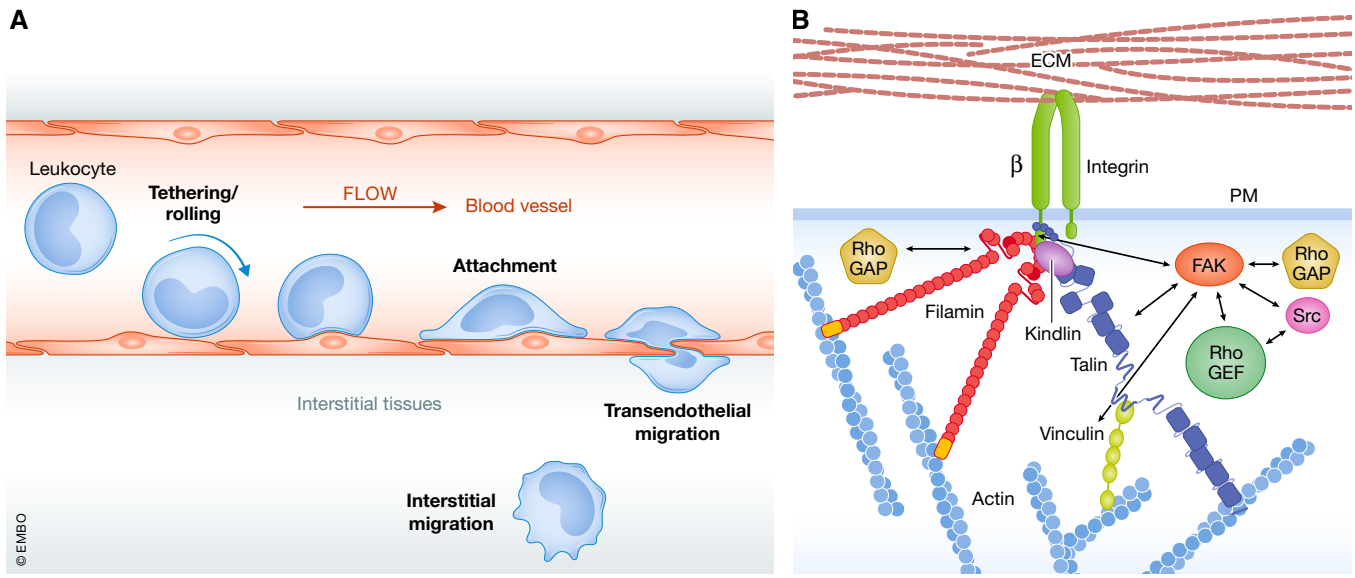 A
Leukocyte
Tethering/
rolling
FLOW
Blood vessel
Attachment
Interstitial tissues
Transendothelial
migration
Interstitial
migration
© EMBO
B
ECM
β
Integrin
PM
Rho
GAP
FAK
Rho
GAP
Filamin
Kindlin
Src
Talin
Rho
GEF
Vinculin
Actin